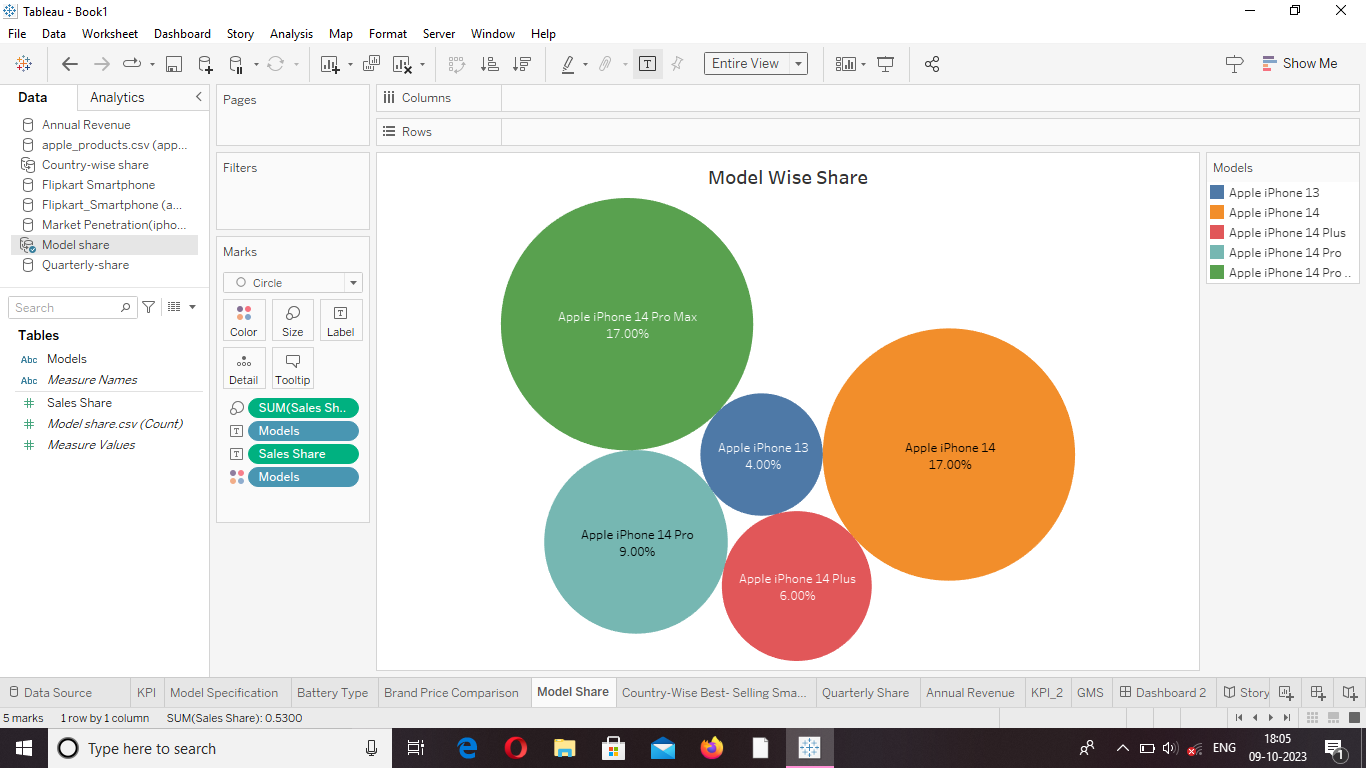 Tableau - Book1
File Data Worksheet Dashboard Story Analysis Map Format Server Window Help
Entire View
Show Me
Data Analytics
Annual Revenue
apple_products.csv (app...
Country-wise share
Flipkart Smartphone
Flipkart_Smartphone (a...
Market Penetration(ipho...
Model share
Quarterly-share
Search
Tables
Abc Models
Abc Measure Names
Sales Share
Model share.csv (Count)
Measure Values
Pages
Filters
Marks
Circle
Color Size Label
Detail Tooltip
SUM(Sales Sh..
Models
Sales Share
Models
Columns
Rows
Model Wise Share
Apple iPhone 14 Pro Max
17.00%
Apple iPhone 13
4.00%
Apple iPhone 14
17.00%
Apple iPhone 14 Pro
9.00%
Apple iPhone 14 Plus
6.00%
Models
Apple iPhone 13
Apple iPhone 14
Apple iPhone 14 Plus
Apple iPhone 14 Pro
Apple iPhone 14 Pro ..
Data Source KPI Model Specification Battery Type Brand Price Comparison Model Share Country-Wise Best- Selling Sma... Quarterly Share Annual Revenue KPI_2 GMS Dashboard 2 Story
5 marks 1 row by 1 column SUM(Sales Share): 0.5300
Type here to search
ENG
18:05
09-10-2023
1